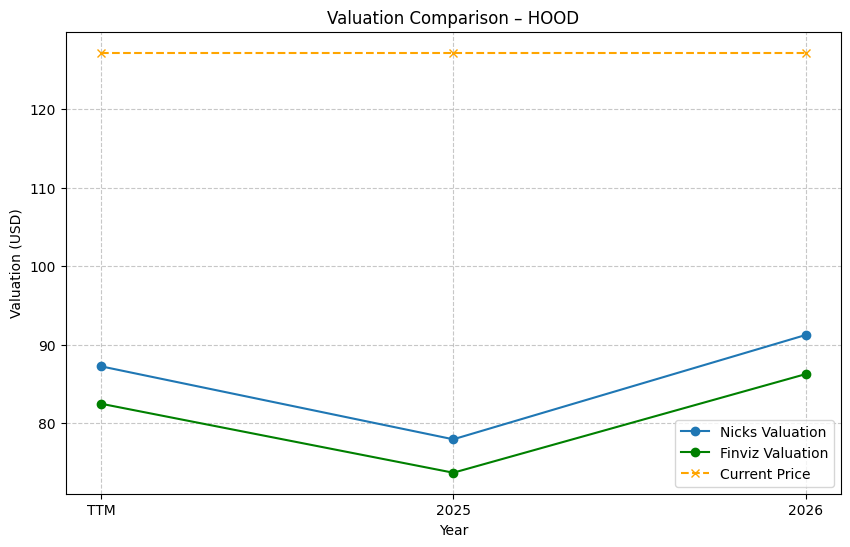 Valuation Comparison – HOOD
Valuation (USD)
120
110
100
90
80
TTM
2025
2026
Year
Nicks Valuation
Finviz Valuation
Current Price